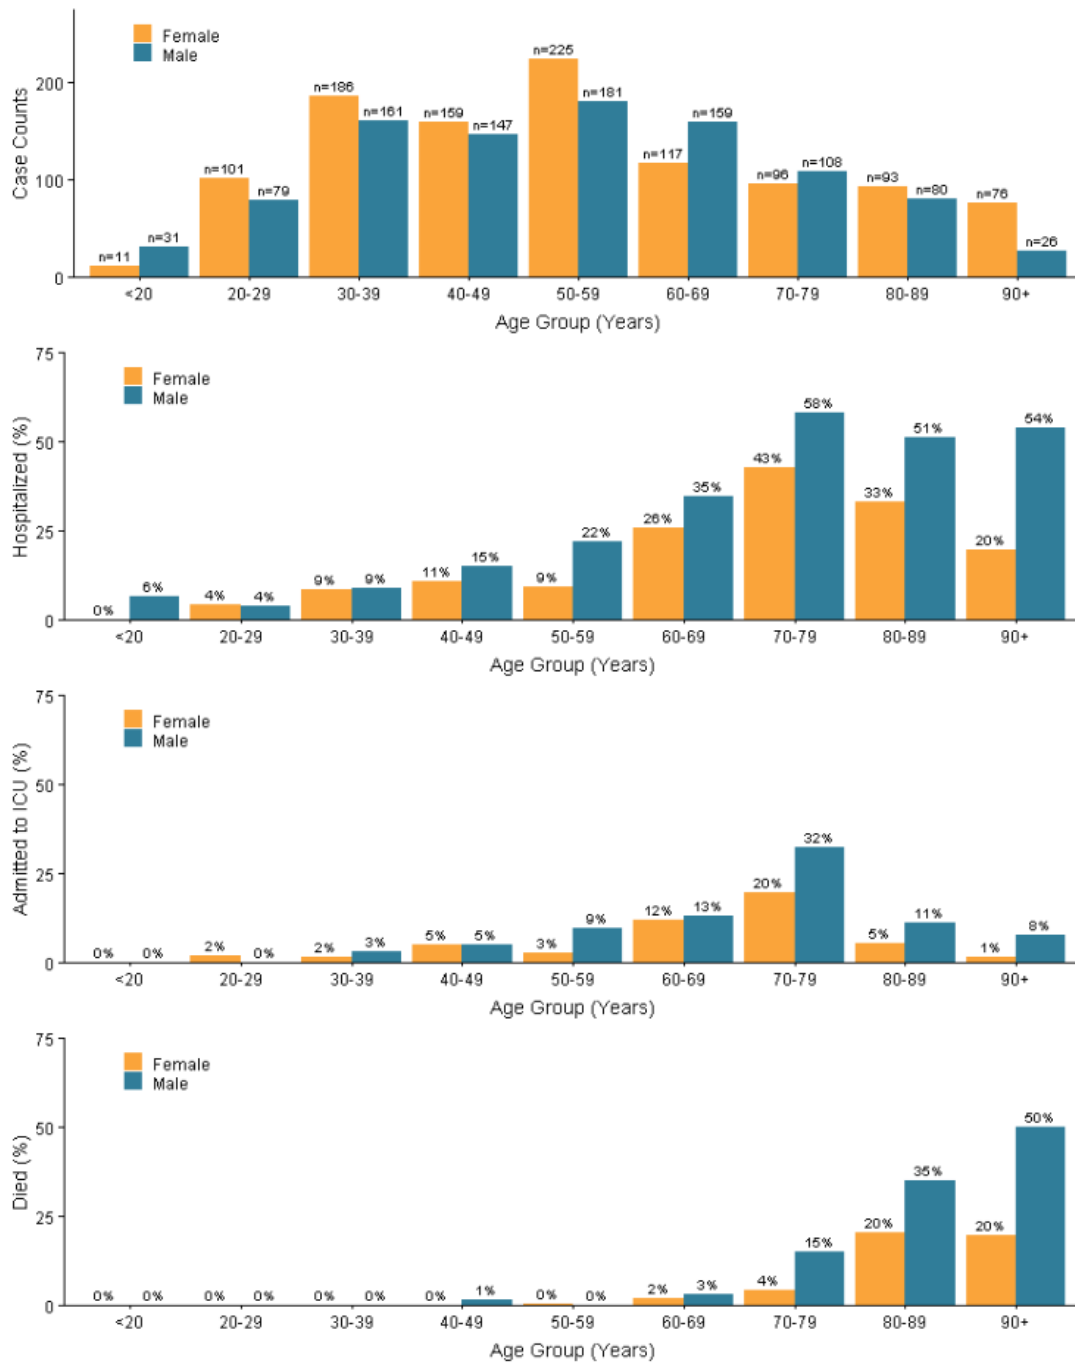 Female
Male
Case Counts
200
100
0
n=11
n=31
n=101
n=79
n=186
n=161
n=159
n=147
n=225
n=181
n=117
n=159
n=96
n=108
n=93
n=80
n=76
n=26
<20 20-29 30-39 40-49 50-59 60-69 70-79 80-89 90+
Age Group (Years)
Female
Male
Hospitalized (%)
75
50
25
0
0%
6%
4%
4%
9%
9%
11%
15%
9%
22%
26%
35%
43%
58%
33%
51%
20%
54%
<20 20-29 30-39 40-49 50-59 60-69 70-79 80-89 90+
Age Group (Years)
Female
Male
Admitted to ICU (%)
75
50
25
0
0%
0%
2%
0%
2%
3%
5%
5%
3%
9%
12%
13%
20%
32%
5%
11%
1%
8%
<20 20-29 30-39 40-49 50-59 60-69 70-79 80-89 90+
Age Group (Years)
Female
Male
Died (%)
75
50
25
0
0%
0%
0%
0%
0%
0%
0%
1%
0%
0%
2%
3%
4%
15%
20%
35%
20%
50%
<20 20-29 30-39 40-49 50-59 60-69 70-79 80-89 90+
Age Group (Years)